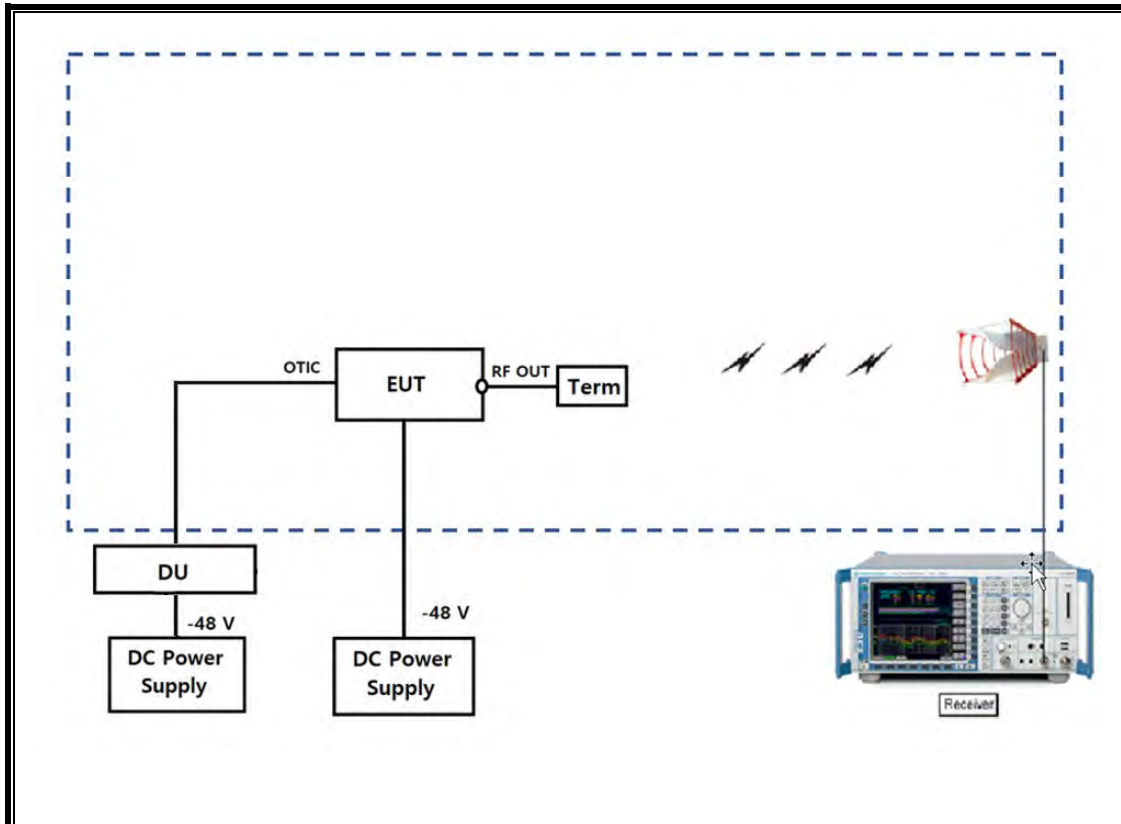 OTIC
EUT
RF OUT
Term
DU
-48 V
DC Power
Supply
-48 V
DC Power
Supply
Receiver